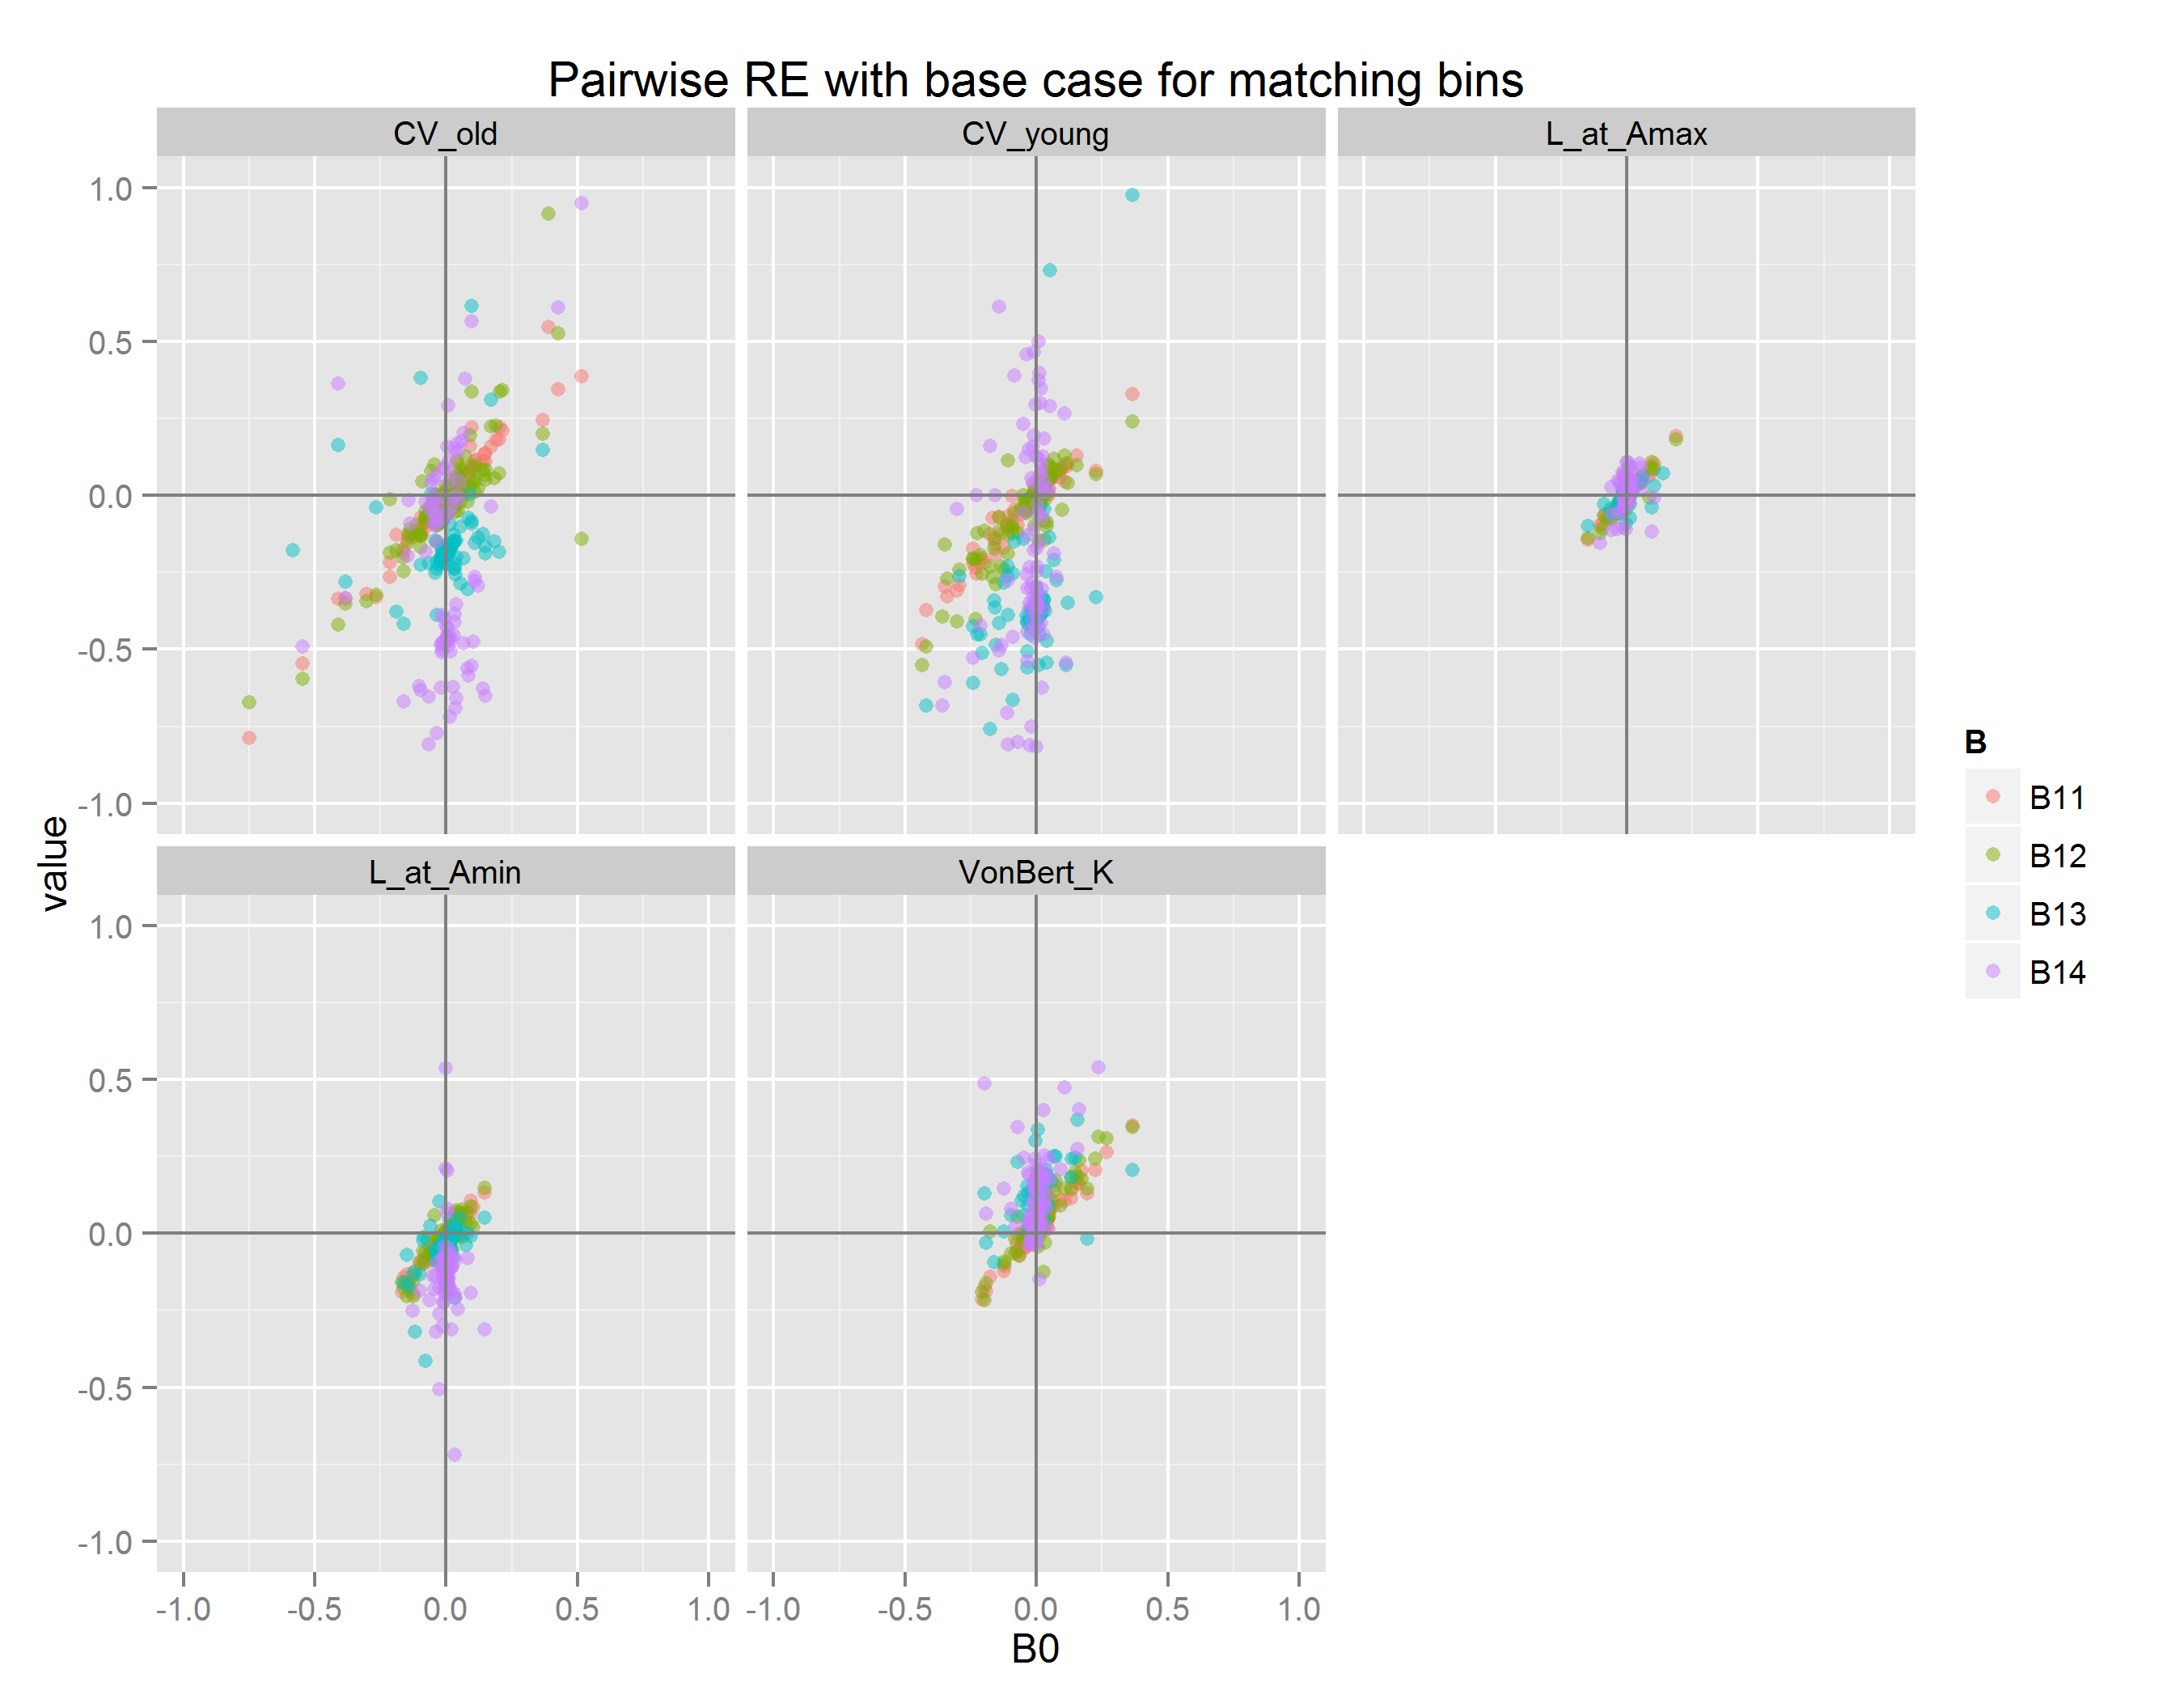 Pairwise RE with base case for matching bins
CV_old CV_young L_at_Amax
1.0
0.5
0.0
-0.5
-1.0
value
L_at_Amin VonBert_K
1.0
0.5
0.0
-0.5
-1.0
-1.0 -0.5 0.0 0.5 1.0 -1.0 -0.5 0.0 0.5 1.0
B0
B
B11
B12
B13
B14